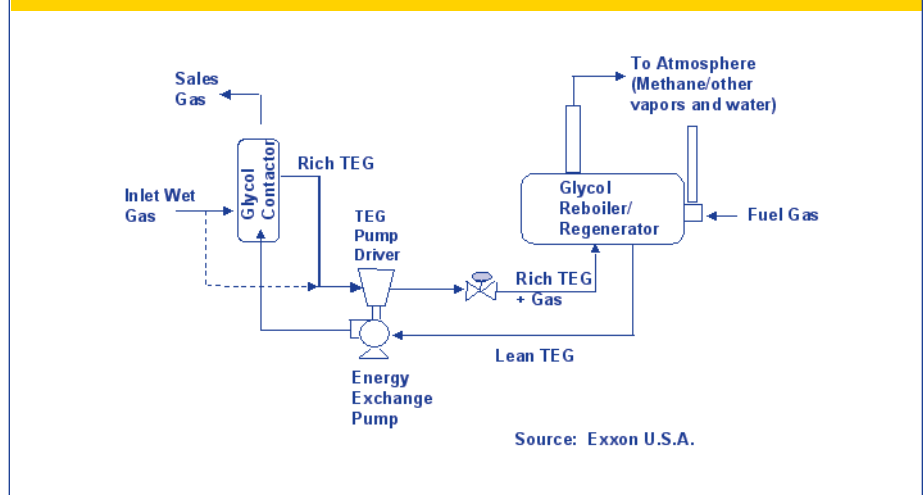 Sales
Gas
To Atmosphere
(Methane/other
vapors and water)
Rich TEG
Glycol
Contactor
Inlet Wet
Gas
Glycol
Reboiler/
Regenerator
Fuel Gas
TEG
Pump
Driver
Rich TEG
+ Gas
Lean TEG
Energy
Exchange
Pump
Source: Exxon U.S.A.